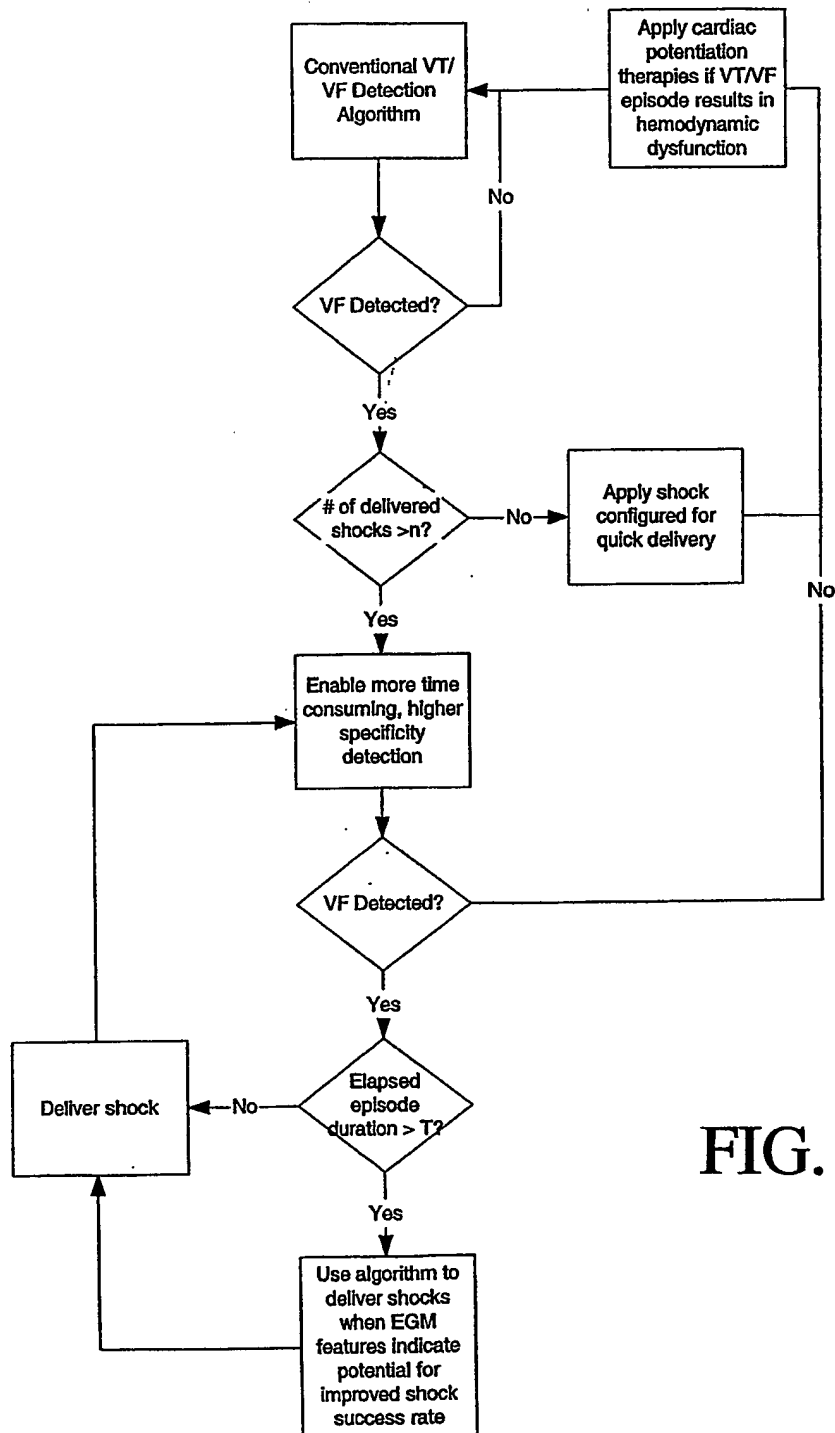 Conventional VT/
VF Detection
Algorithm
Apply cardiac
potentiation
therapies if VT/VF
episode results in
hemodynamic
dysfunction
No
VF Detected?
Yes
# of delivered
shocks >n?
No
Apply shock
configured for
quick delivery
No
Yes
Enable more time
consuming, higher
specificity
detection
VF Detected?
Yes
Deliver shock
No
Elapsed
episode
duration > T?
FIG.
Yes
Use algorithm to
deliver shocks
when EGM
features indicate
potential for
improved shock
success rate